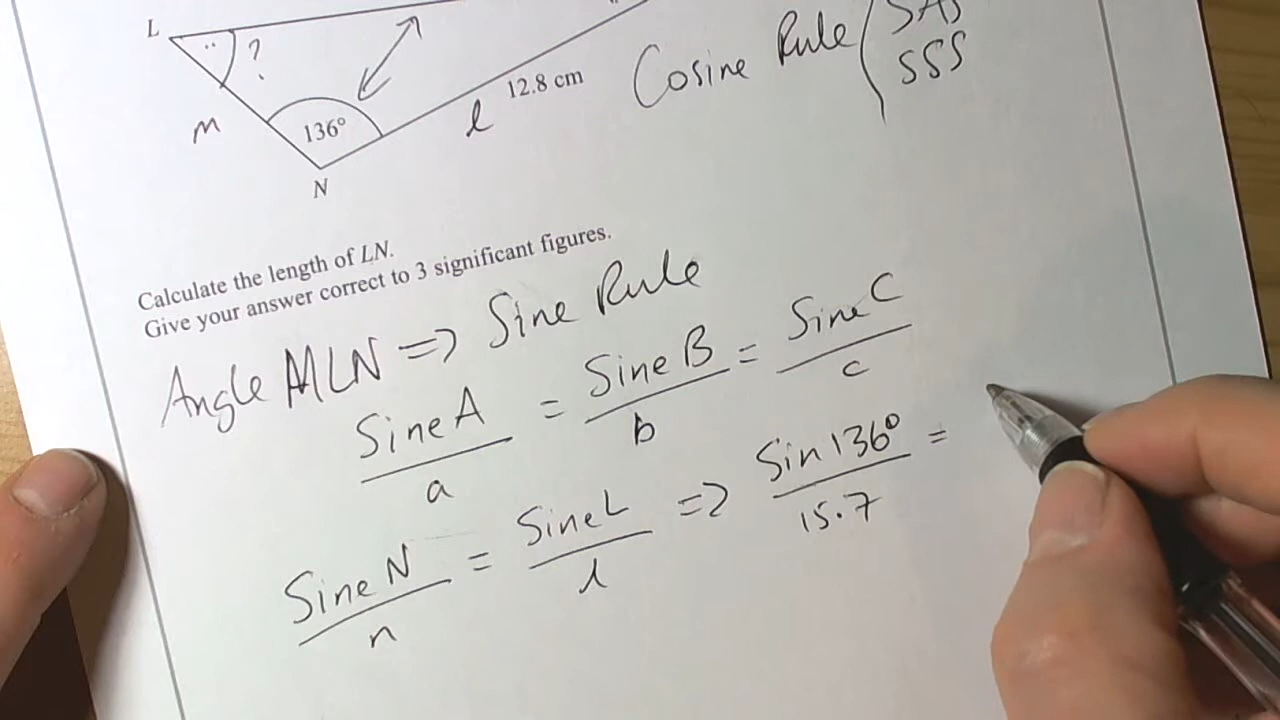 L
?
Cosine Rule ( SAS
SSS
m
136°
l
12.8 cm
N
Calculate the length of LN.
Give your answer correct to 3 significant figures.
Angle MLN => Sine Rule
Sine A / a = Sine B / b = Sine C / c
Sine N / n = Sine L / l => Sin 136° / 15.7 =